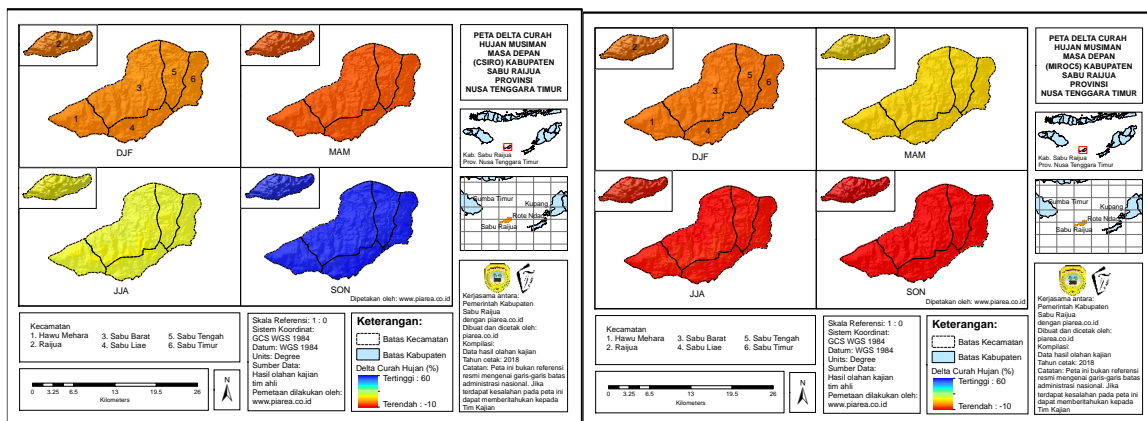 2
5
6
3
1
4
DJF
MAM
JJA
SON
Dipetakan oleh: www.piarea.co.id
PETA DELTA CURAH
HUJAN MUSIMAN
MASA DEPAN
(CSIRO) KABUPATEN
SABU RAIJUA
PROVINSI
NUSA TENGGARA TIMUR
Kab. Sabu Raijua
Prov. Nusa Tenggara Timur
Sumba Timur
Kupang
Rote Ndao
Sabu Raijua
Kerjasama antara:
Pemerintah Kabupaten
Sabu Raijua
dengan piarea.co.id
Dibuat dan dicetak oleh:
piarea.co.id
Kompilasi:
Data hasil olahan kajian
Tahun cetak: 2018
Catatan: Peta ini bukan referensi
resmi mengenai garis-garis batas
administrasi nasional. Jika
terdapat kesalahan pada peta ini
dapat memberitahukan kepada
Tim Kajian
Kecamatan
1. Hawu Mehara
2. Raijua
3. Sabu Barat
4. Sabu Liae
5. Sabu Tengah
6. Sabu Timur
0 3.25 6.5 13 19.5 26
Kilometers
N
Skala Referensi: 1 : 0
Sistem Koordinat:
GCS WGS 1984
Datum: WGS 1984
Units: Degree
Sumber Data:
Hasil olahan kajian
tim ahli
Pemetaan dilakukan oleh:
www.piarea.co.id
Keterangan:
Batas Kecamatan
Batas Kabupaten
Delta Curah Hujan (%)
Tertinggi : 60
Terendah : -10
2
5
6
3
1
4
DJF
MAM
JJA
SON
Dipetakan oleh: www.piarea.co.id
PETA DELTA CURAH
HUJAN MUSIMAN
MASA DEPAN
(MIROC5) KABUPATEN
SABU RAIJUA
PROVINSI
NUSA TENGGARA TIMUR
Kab. Sabu Raijua
Prov. Nusa Tenggara Timur
Sumba Timur
Kupang
Rote Ndao
Sabu Raijua
Kerjasama antara:
Pemerintah Kabupaten
Sabu Raijua
dengan piarea.co.id
Dibuat dan dicetak oleh:
piarea.co.id
Kompilasi:
Data hasil olahan kajian
Tahun cetak: 2018
Catatan: Peta ini bukan referensi
resmi mengenai garis-garis batas
administrasi nasional. Jika
terdapat kesalahan pada peta ini
dapat memberitahukan kepada
Tim Kajian
Kecamatan
1. Hawu Mehara
2. Raijua
3. Sabu Barat
4. Sabu Liae
5. Sabu Tengah
6. Sabu Timur
0 3.25 6.5 13 19.5 26
Kilometers
N
Skala Referensi: 1 : 0
Sistem Koordinat:
GCS WGS 1984
Datum: WGS 1984
Units: Degree
Sumber Data:
Hasil olahan kajian
tim ahli
Pemetaan dilakukan oleh:
www.piarea.co.id
Keterangan:
Batas Kecamatan
Batas Kabupaten
Delta Curah Hujan (%)
Tertinggi : 60
Terendah : -10